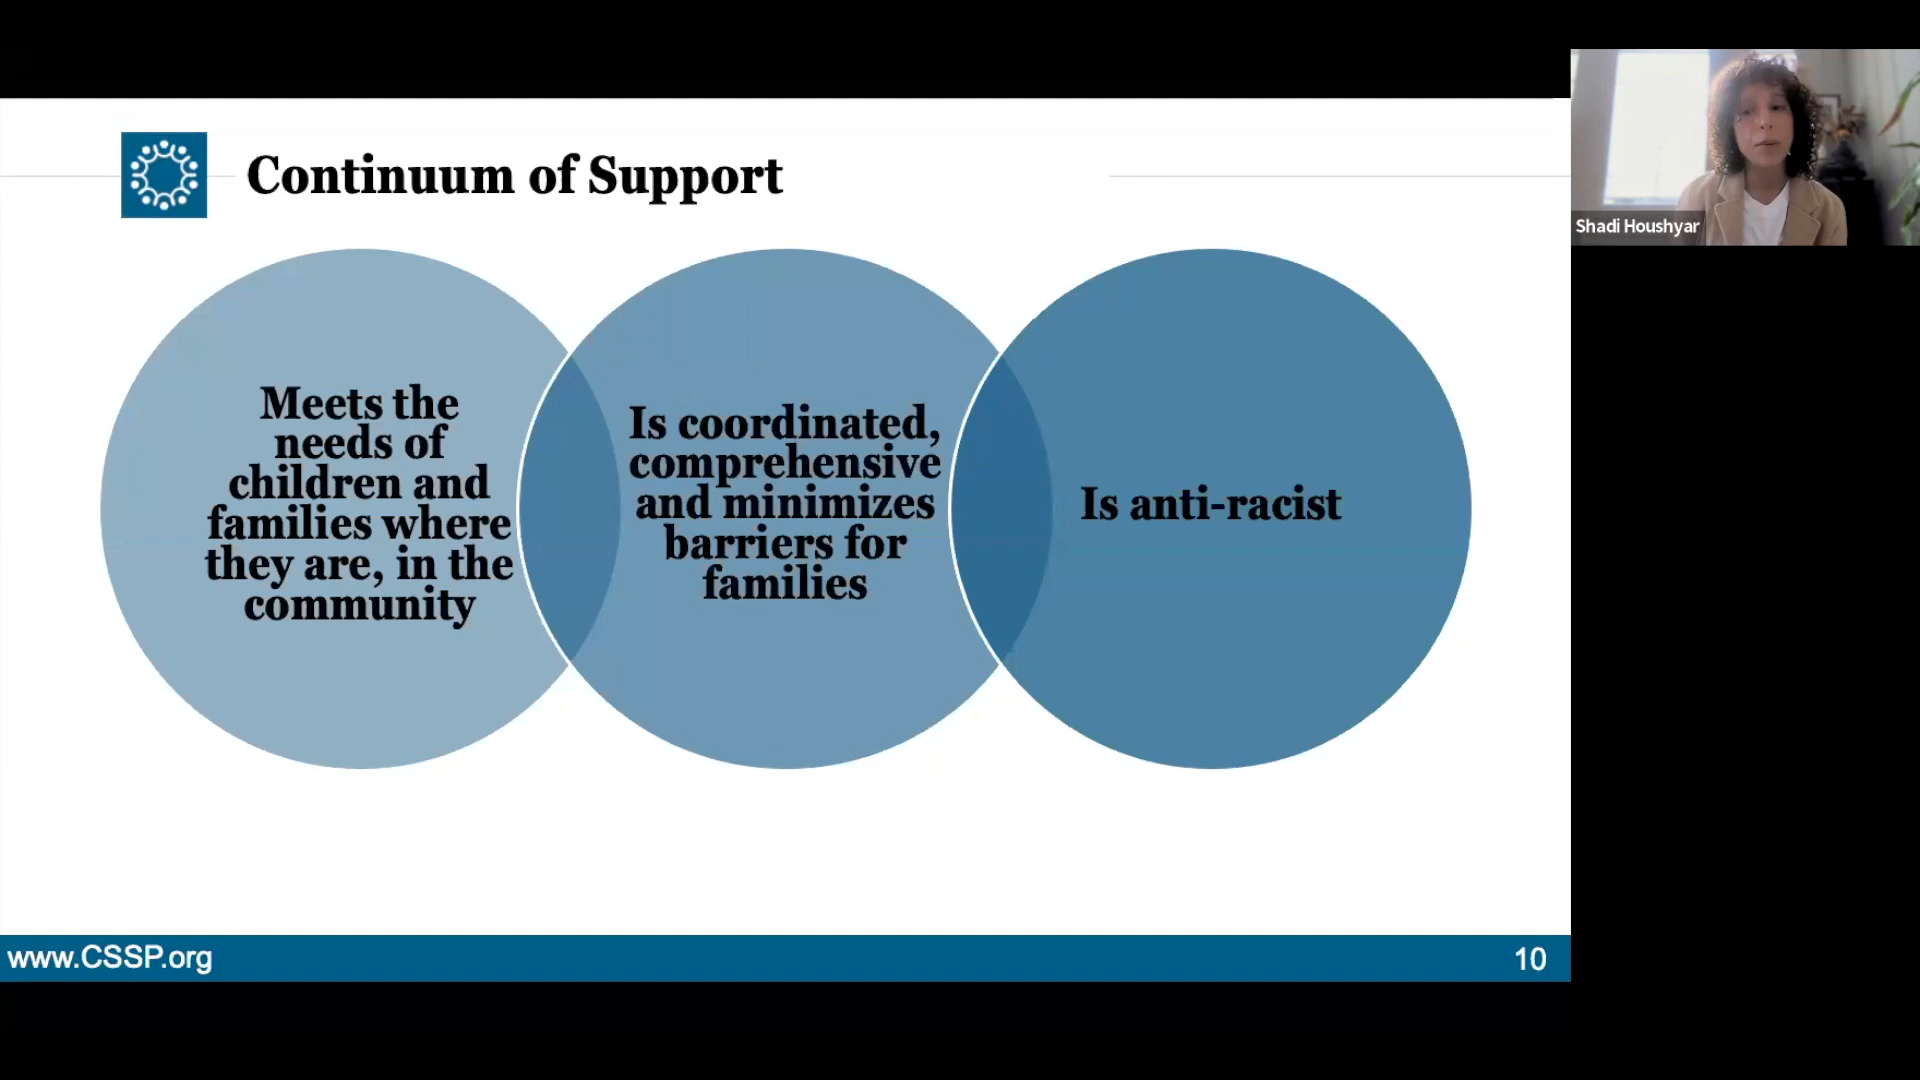 Continuum of Support
Meets the
needs of
children and
families where
they are, in the
community
Is coordinated,
comprehensive
and minimizes
barriers for
families
Is anti-racist
Shadi Houshyar
www.CSSP.org
10